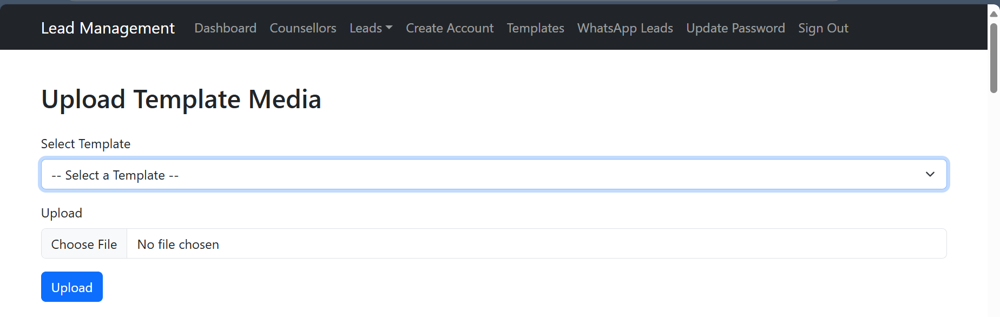 Lead Management Dashboard Counsellors Leads Create Account Templates WhatsApp Leads Update Password Sign Out
Upload Template Media
Select Template
-- Select a Template --
Upload
Choose File No file chosen
Upload